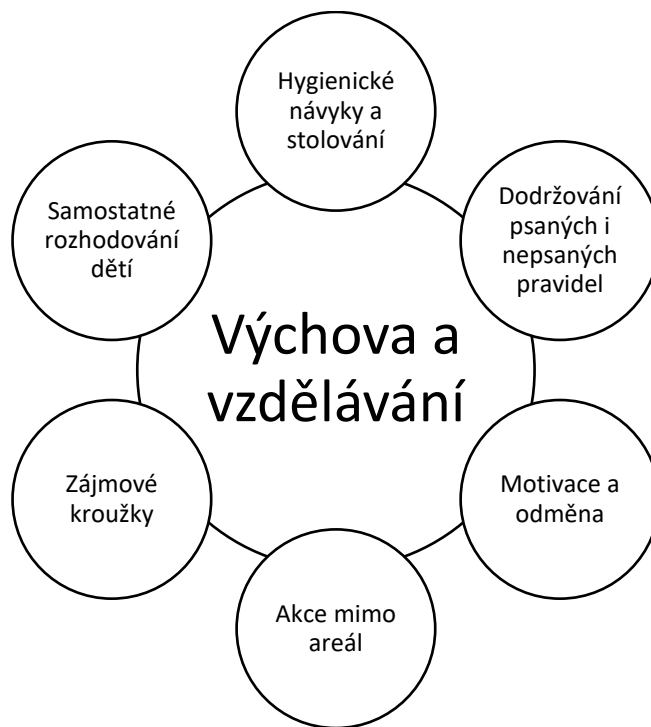 Hygienické
návyky a
stolování
Dodržování
psaných i
nepsaných
pravidel
Motivace a
odměna
Akce mimo
areál
Zájmové
kroužky
Samostatné
rozhodování
dětí
Výchova a
vzdělávání